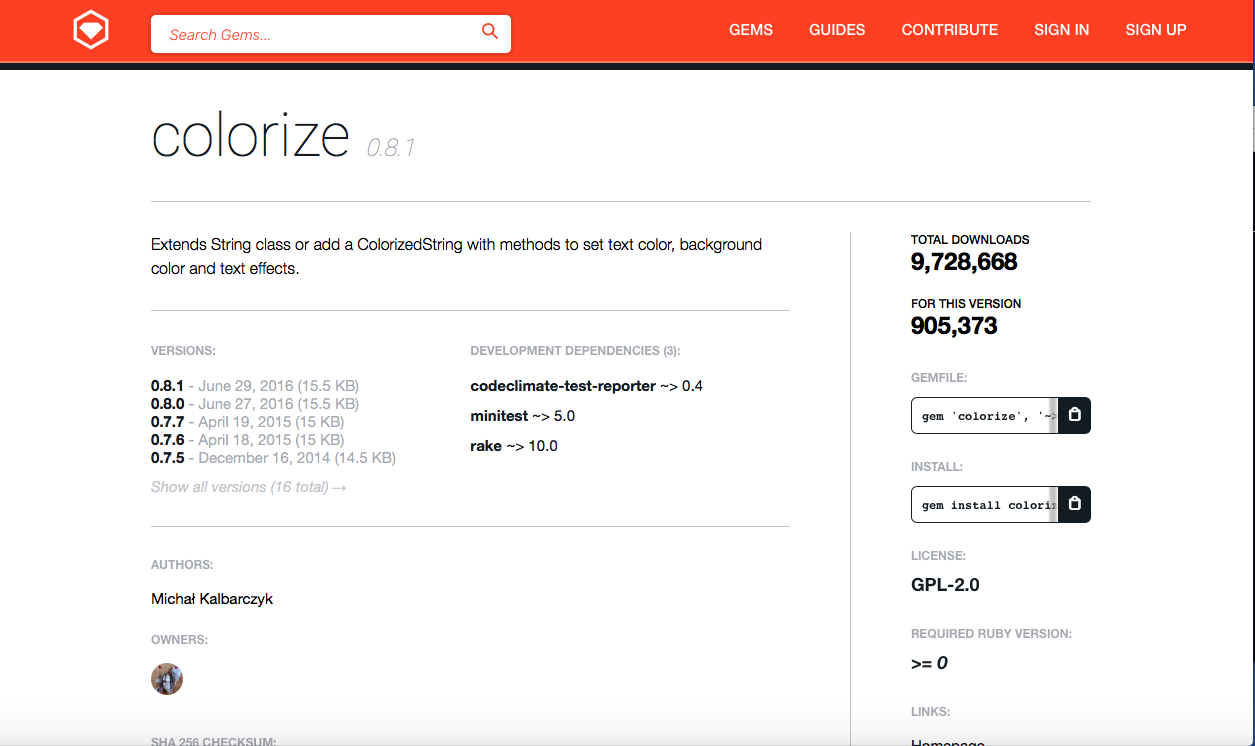 Search Gems...
GEMS
GUIDES
CONTRIBUTE
SIGN IN
SIGN UP
colorize 0.8.1
Extends String class or add a ColorizedString with methods to set text color, background
color and text effects.
VERSIONS:
0.8.1 - June 29, 2016 (15.5 KB)
0.8.0 - June 27, 2016 (15.5 KB)
0.7.7 - April 19, 2015 (15 KB)
0.7.6 - April 18, 2015 (15 KB)
0.7.5 - December 16, 2014 (14.5 KB)
Show all versions (16 total) →
DEVELOPMENT DEPENDENCIES (3):
codeclimate-test-reporter ~> 0.4
minitest ~> 5.0
rake ~> 10.0
AUTHORS:
Michał Kalbarczyk
OWNERS:
SHA 256 CHECKSUM:
TOTAL DOWNLOADS
9,728,668
FOR THIS VERSION
905,373
GEMFILE:
gem 'colorize', '~>
INSTALL:
gem install coloriz
LICENSE:
GPL-2.0
REQUIRED RUBY VERSION:
>= 0
LINKS:
Homepage